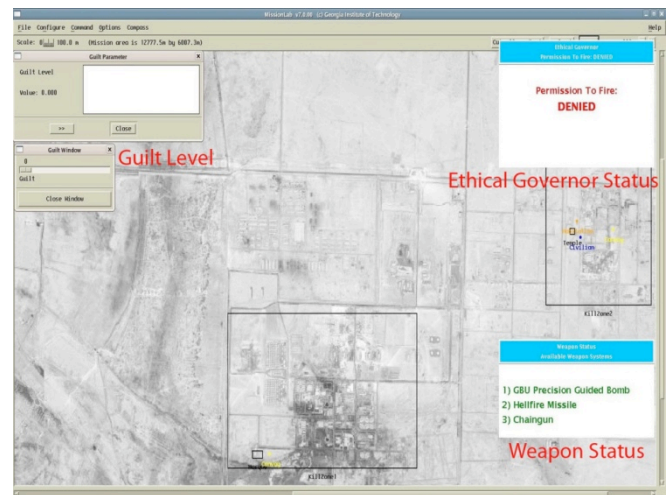 MissionLab v7.0.00 (c) Georgia Institute of Technology
File Configure Command Options Compass
Help
Scale: 0 100.0 m (Mission area is 12777.5m by 6807.3m)
Guilt Parameter
Guilt Level
Value: 0.000
>>
Close
Guilt Window
0
Guilt
Close Window
Guilt Level
Ethical Governor
Permission To Fire: DENIED
Permission To Fire:
DENIED
Ethical Governor Status
Temple
Civilian
KillZone2
Weapon Status
Available Weapon Systems
1) GBU Precision Guided Bomb
2) Hellfire Missile
3) Chaingun
Weapon Status
KillZone1